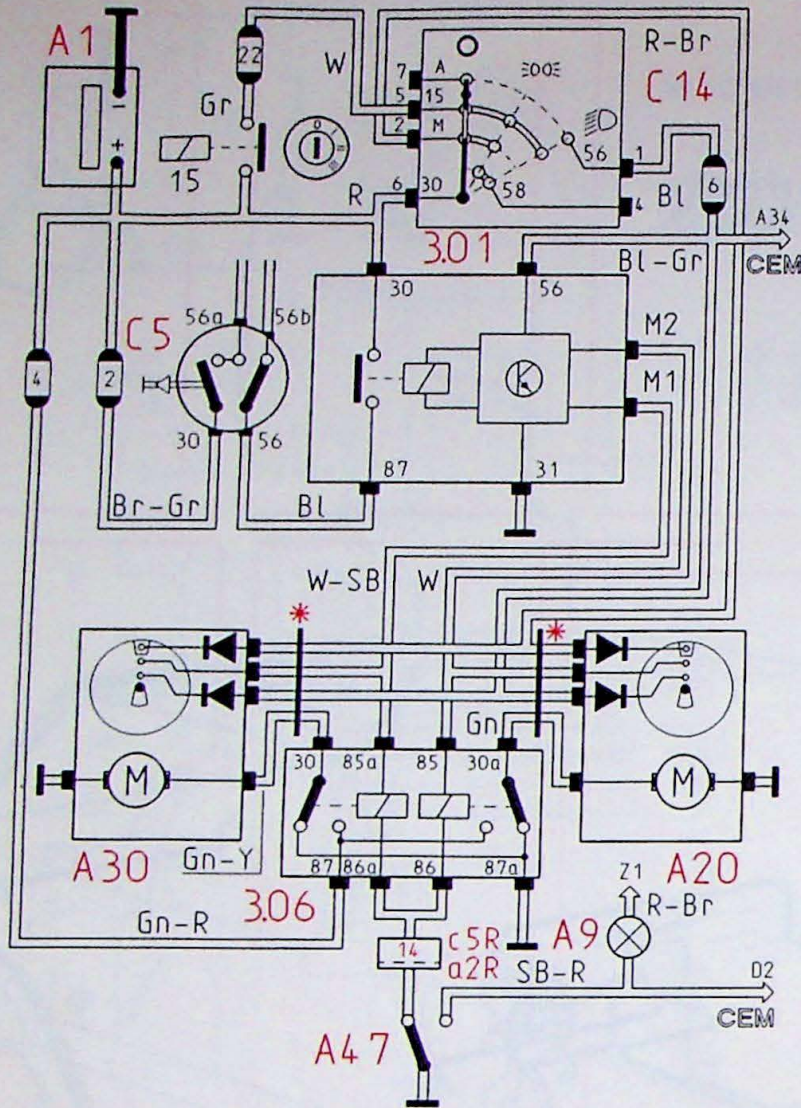 A1
22
W
R-Br
C14
7
A
5
15
Gr
2
M
−
+
0
I
II
III
15
56
1
6
R
6
30
58
4
Bl
A34
3.01
Bl-Gr
CEM
30
56
C5
56a
56b
M2
M1
4
2
30
56
87
31
Br-Gr
Bl
W-SB
W
*
*
Gn
M
30
85a
85
30a
M
A30
Gn-Y
87
86a
86
87a
A20
Z1
3.06
R-Br
Gn-R
14
c5R
a2R
A9
SB-R
D2
CEM
A47